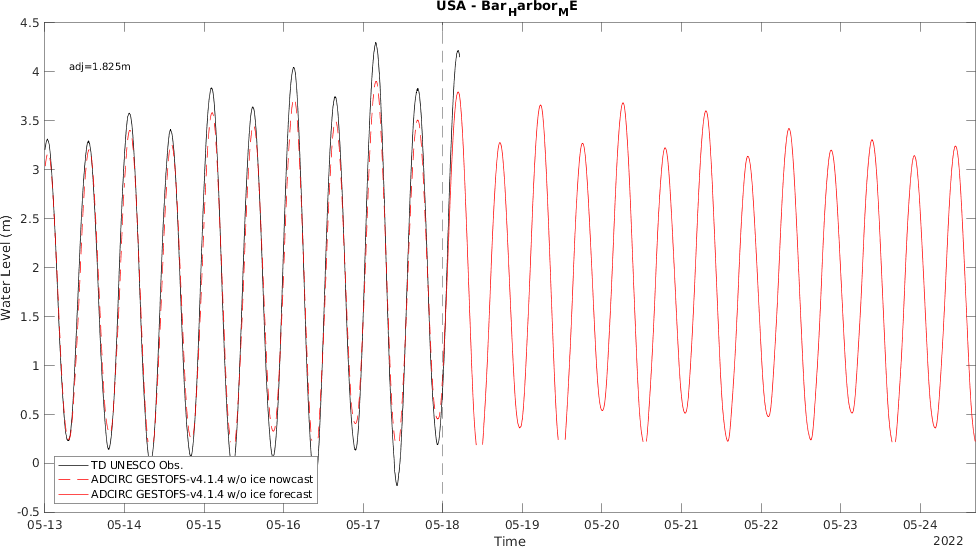 USA - BarHarborME
4.5
adj=1.825m
4
3.5
3
2.5
2
1.5
1
0.5
0
-0.5
Water Level (m)
TD UNESCO Obs.
ADCIRC GESTOFS-v4.1.4 w/o ice nowcast
ADCIRC GESTOFS-v4.1.4 w/o ice forecast
05-13 05-14 05-15 05-16 05-17 05-18 05-19 05-20 05-21 05-22 05-23 05-24
Time
2022